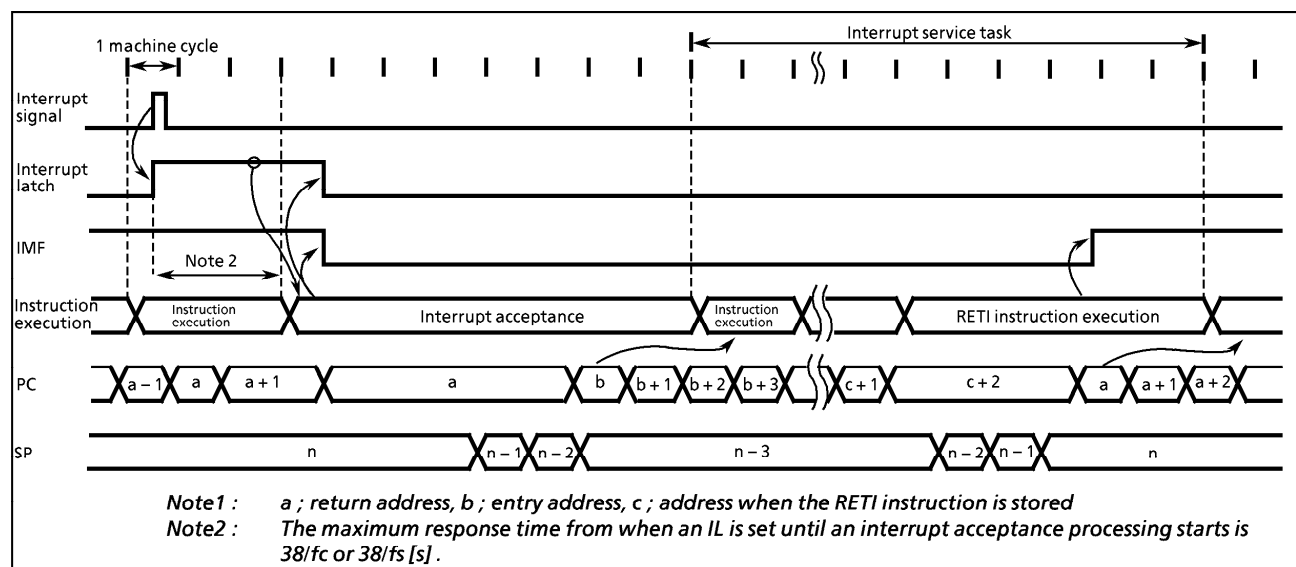 Interrupt service task
1 machine cycle
Interrupt
signal
Interrupt
latch
IMF
Note 2
Instruction
execution
Instruction
execution
Interrupt acceptance
Instruction
execution
RETI instruction execution
PC
a – 1
a
a + 1
a
b
b + 1
b + 2
b + 3
c + 1
c + 2
a
a + 1
a + 2
SP
n
n – 1
n – 2
n – 3
n – 2
n – 1
n
Note1 : a ; return address, b ; entry address, c ; address when the RETI instruction is stored
Note2 : The maximum response time from when an IL is set until an interrupt acceptance processing starts is
38/fc or 38/fs [s] .